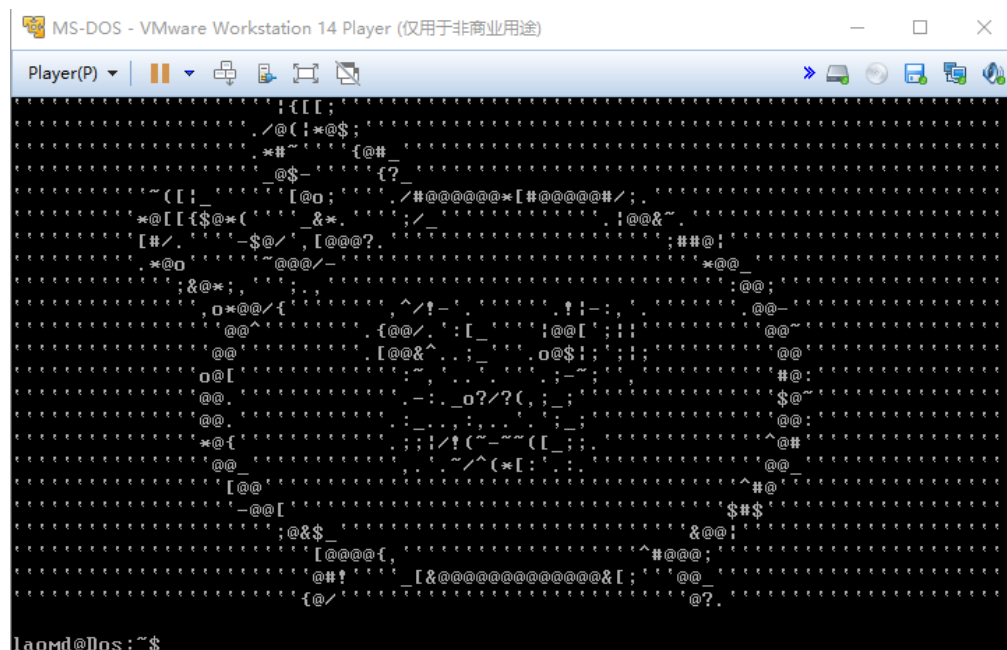 MS-DOS - VMware Workstation 14 Player (仅用于非商业用途)
Player(P)
laomd@Dos:~$